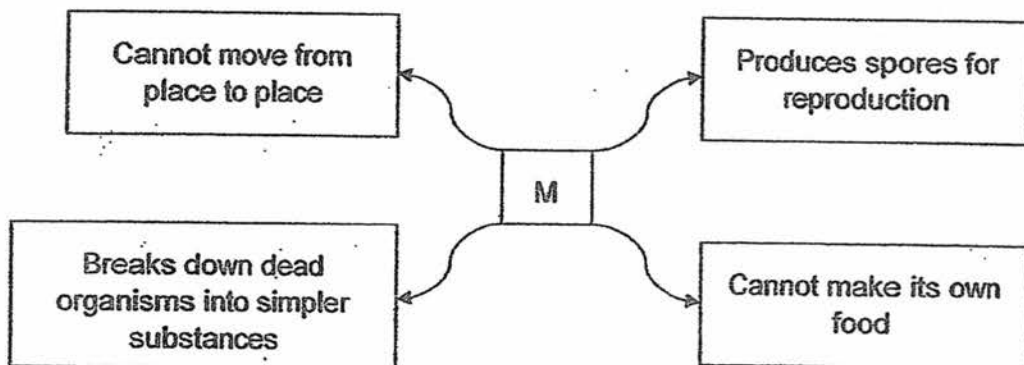 Cannot move from
place to place
Produces spores for
reproduction
M
Breaks down dead
organisms into simpler
substances
Cannot make its own
food